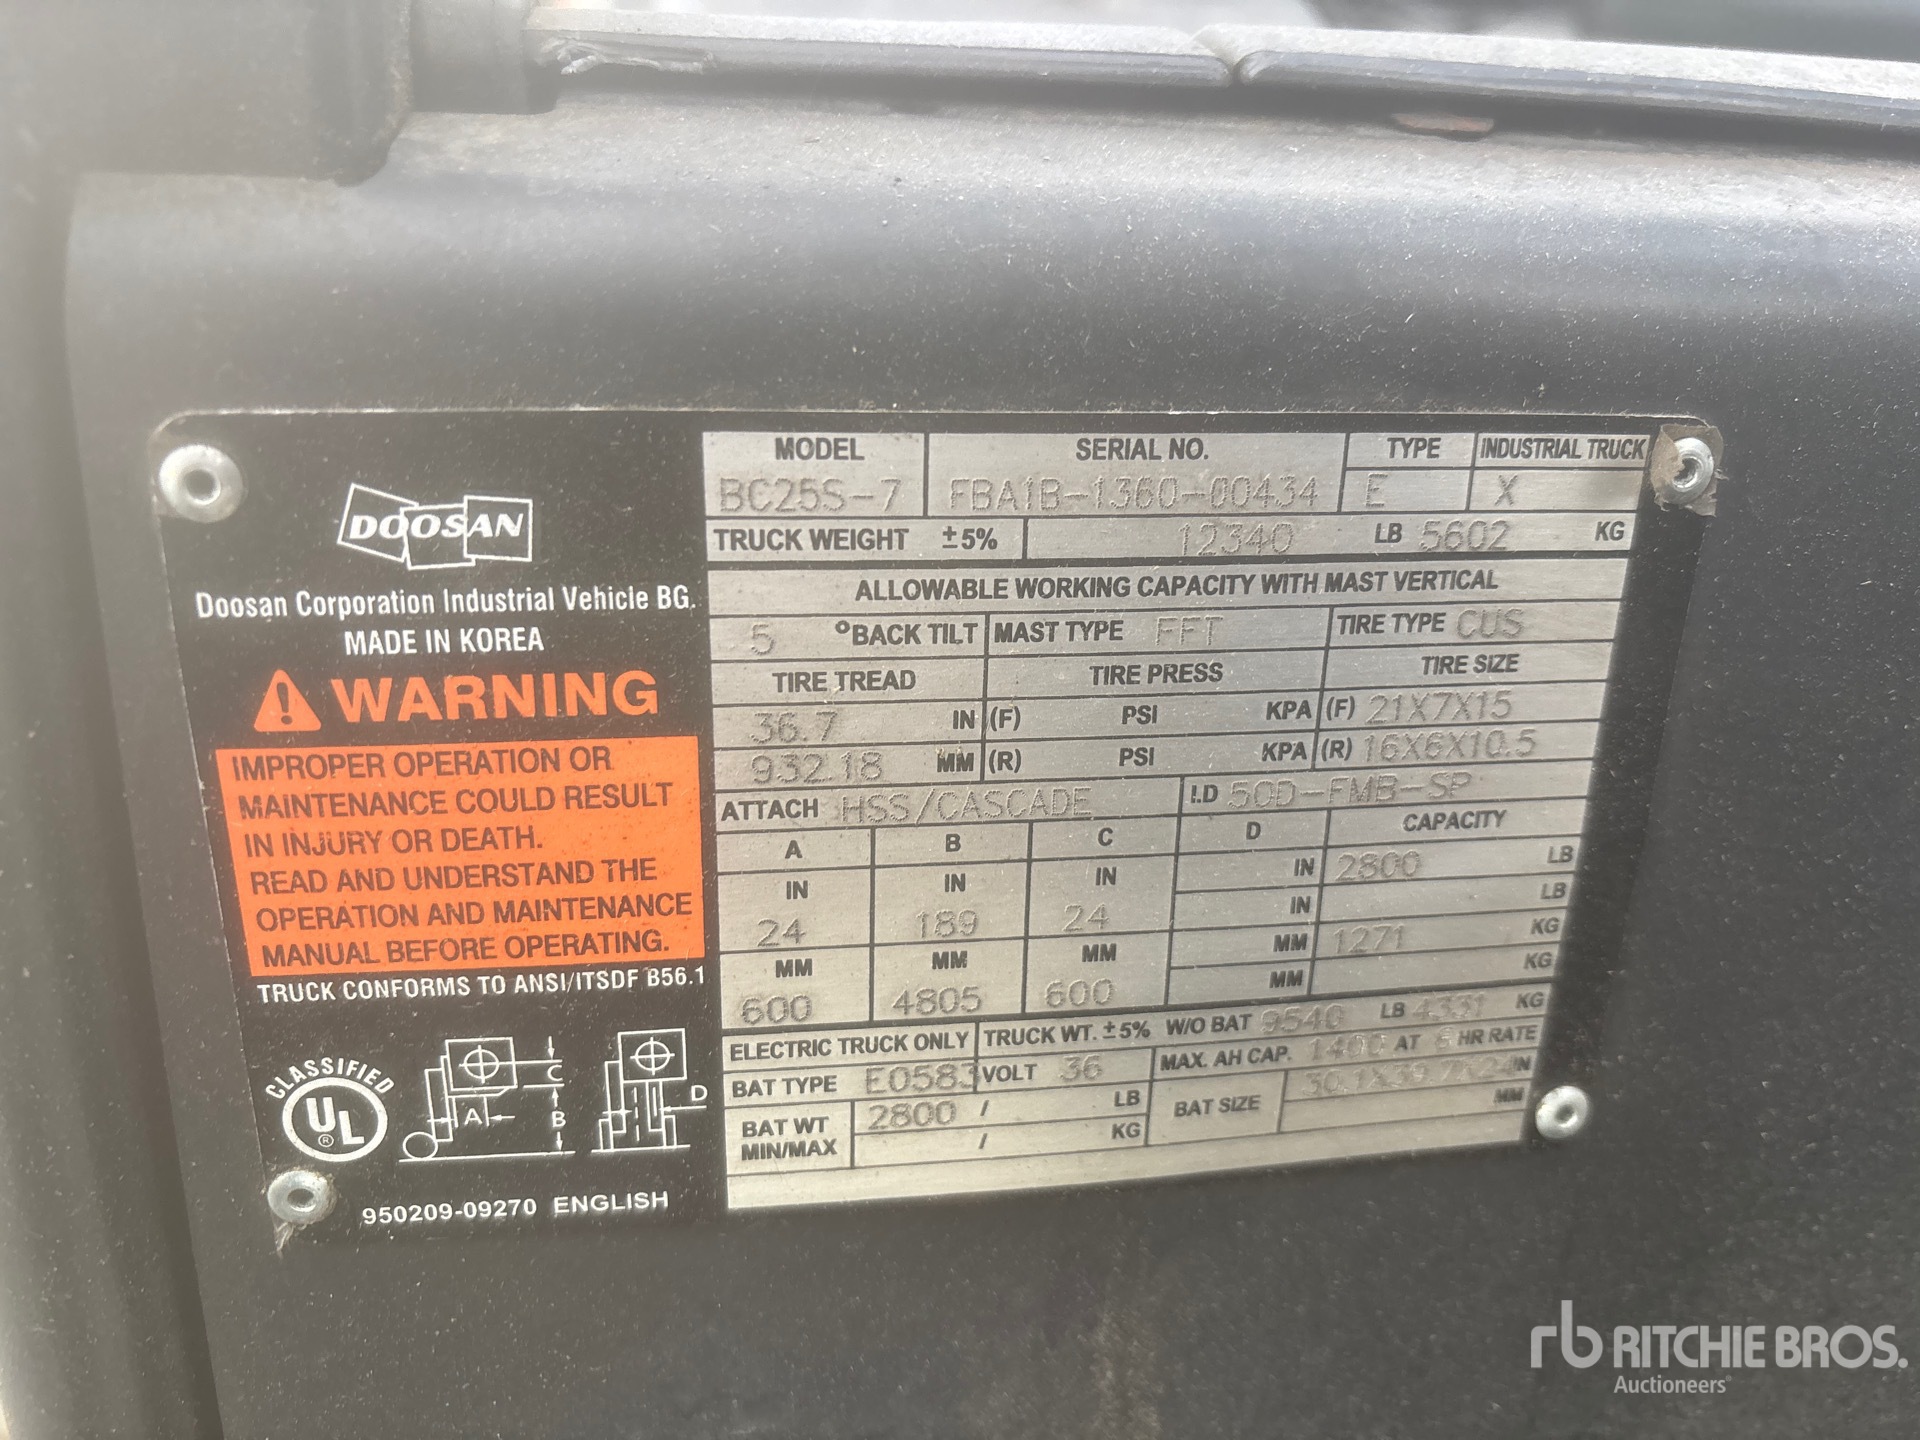 DOOSAN
Doosan Corporation Industrial Vehicle BG.
MADE IN KOREA
WARNING
IMPROPER OPERATION OR
MAINTENANCE COULD RESULT
IN INJURY OR DEATH.
READ AND UNDERSTAND THE
OPERATION AND MAINTENANCE
MANUAL BEFORE OPERATING.
TRUCK CONFORMS TO ANSI/ITSDF B56.1
CLASSIFIED
UL ®
A B C D
950209-09270 ENGLISH
MODEL SERIAL NO. TYPE INDUSTRIAL TRUCK
BC25S-7 FBA1B-1360-00434 E X
TRUCK WEIGHT ±5% 12340 LB 5602 KG
ALLOWABLE WORKING CAPACITY WITH MAST VERTICAL
5 °BACK TILT MAST TYPE FFT TIRE TYPE CUS
TIRE TREAD TIRE PRESS TIRE SIZE
36.7 IN (F) PSI KPA (F) 21X7X15
932.18 MM (R) PSI KPA (R) 16X6X10.5
ATTACH HSS/CASCADE I.D 50D-FMB-SP
A B C D CAPACITY
IN IN IN IN 2800 LB
24 189 24 IN LB
MM MM MM MM 1271 KG
600 4805 600 MM KG
ELECTRIC TRUCK ONLY TRUCK WT. ±5% W/O BAT 9540 LB 4331 KG
BAT TYPE E0583 VOLT 36 MAX. AH CAP. 1400 AT 6 HR RATE
BAT WT MIN/MAX 2800 / LB BAT SIZE 30.1X39.7X24 IN
/ KG MM
rb RITCHIE BROS.
Auctioneers